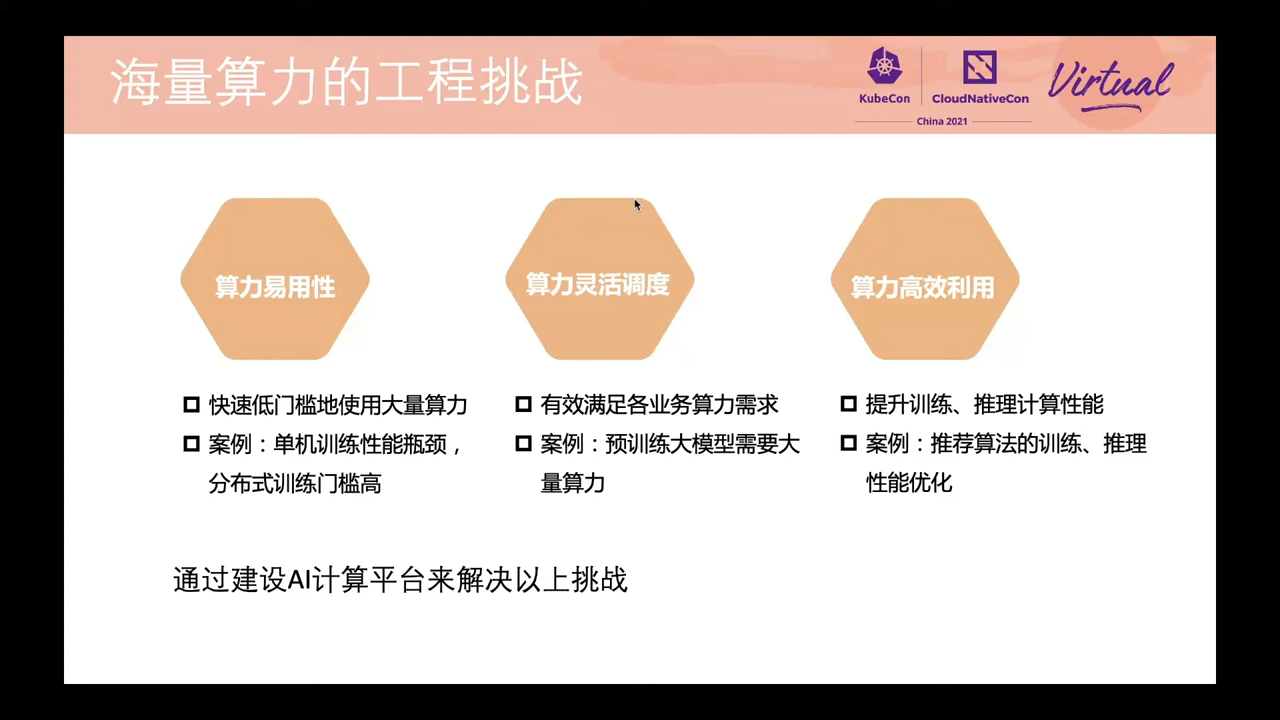 海量算力的工程挑战
KubeCon
CloudNativeCon
China 2021
Virtual
算力易用性
算力灵活调度
算力高效利用
快速低门槛地使用大量算力
案例：单机训练性能瓶颈，
分布式训练门槛高
有效满足各业务算力需求
案例：预训练大模型需要大
量算力
提升训练、推理计算性能
案例：推荐算法的训练、推理
性能优化
通过建设AI计算平台来解决以上挑战